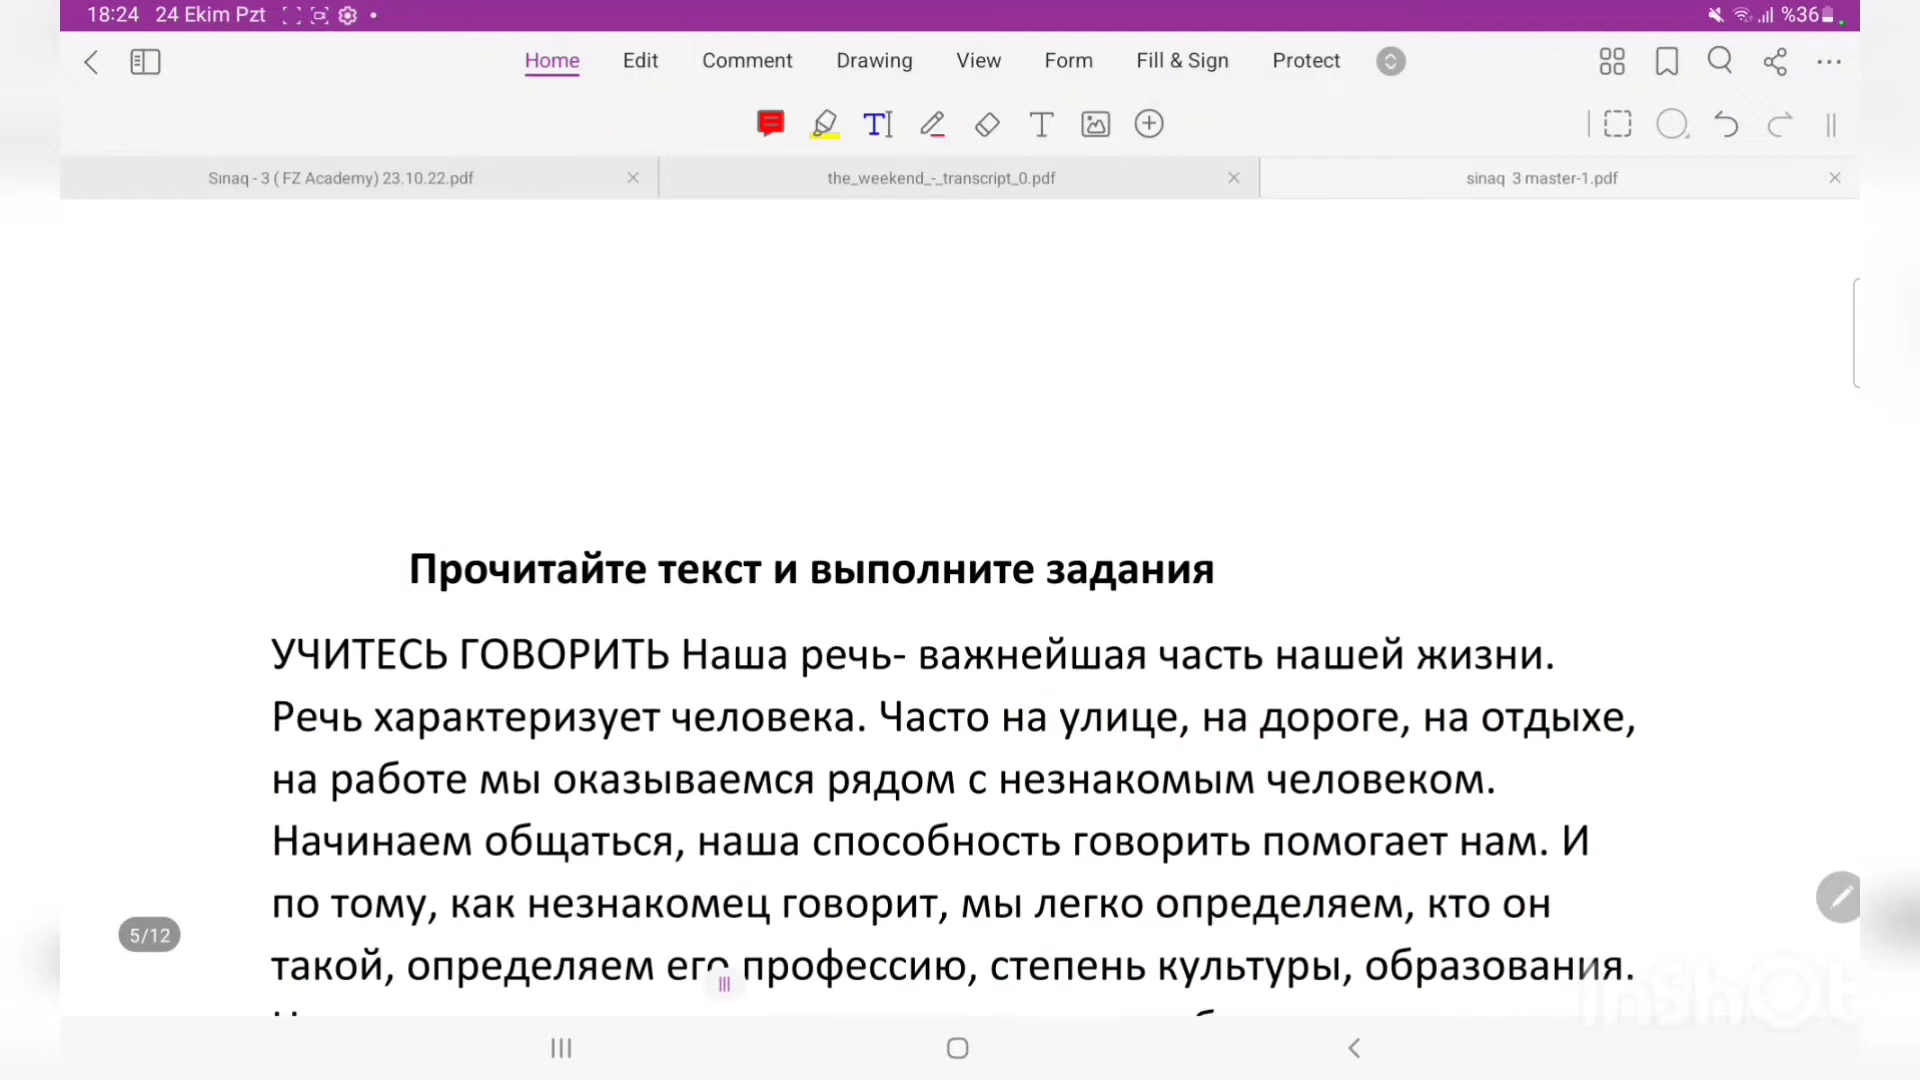 18:24 24 Ekim Pzt %36
Home Edit Comment Drawing View Form Fill & Sign Protect
Sınaq - 3 ( FZ Academy) 23.10.22.pdf the_weekend_-_transcript_0.pdf sinaq 3 master-1.pdf
Прочитайте текст и выполните задания
УЧИТЕСЬ ГОВОРИТЬ Наша речь- важнейшая часть нашей жизни.
Речь характеризует человека. Часто на улице, на дороге, на отдыхе,
на работе мы оказываемся рядом с незнакомым человеком.
Начинаем общаться, наша способность говорить помогает нам. И
по тому, как незнакомец говорит, мы легко определяем, кто он
5/12
такой, определяем его профессию, степень культуры, образования.
InShOt